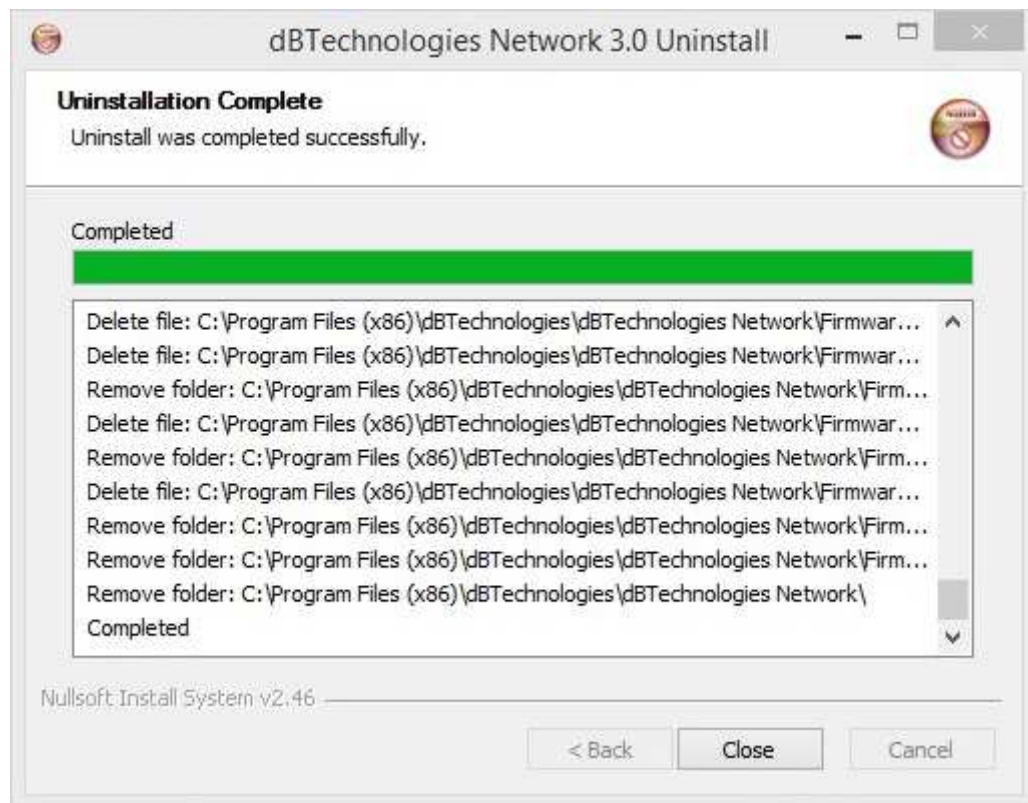 dBTechnologies Network 3.0 Uninstall
Uninstallation Complete
Uninstall was completed successfully.
Completed
Delete file: C:\Program Files (x86)\dBTechnologies\dBTechnologies Network\Firmwar...
Delete file: C:\Program Files (x86)\dBTechnologies\dBTechnologies Network\Firmwar...
Remove folder: C:\Program Files (x86)\dBTechnologies\dBTechnologies Network\Firm...
Delete file: C:\Program Files (x86)\dBTechnologies\dBTechnologies Network\Firmwar...
Remove folder: C:\Program Files (x86)\dBTechnologies\dBTechnologies Network\Firm...
Delete file: C:\Program Files (x86)\dBTechnologies\dBTechnologies Network\Firmwar...
Remove folder: C:\Program Files (x86)\dBTechnologies\dBTechnologies Network\Firm...
Remove folder: C:\Program Files (x86)\dBTechnologies\dBTechnologies Network\Firm...
Remove folder: C:\Program Files (x86)\dBTechnologies\dBTechnologies Network\
Completed
Nullsoft Install System v2.46
< Back Close Cancel